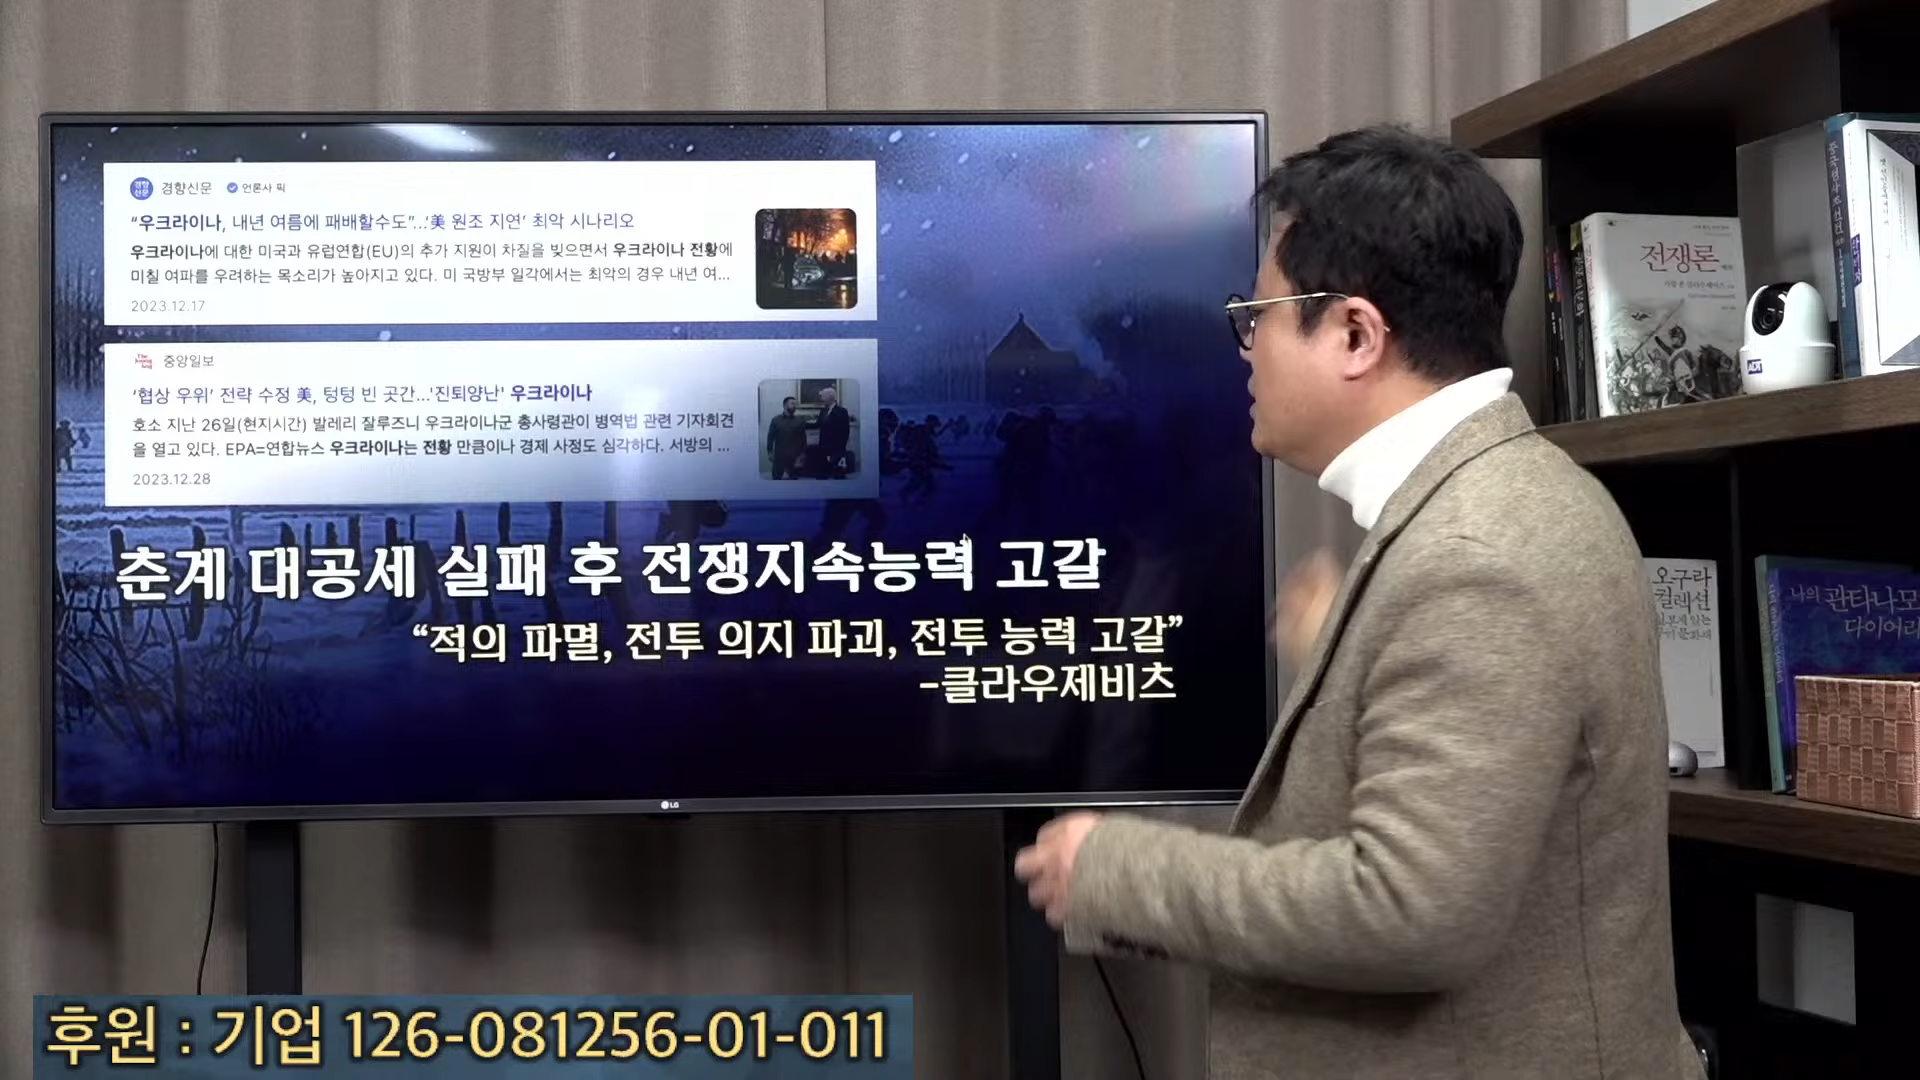 경향신문 언론사 픽
“우크라이나, 내년 여름에 패배할수도”…‘美 원조 지연’ 최악 시나리오
우크라이나에 대한 미국과 유럽연합(EU)의 추가 지원이 차질을 빚으면서 우크라이나 전황에
미칠 여파를 우려하는 목소리가 높아지고 있다. 미 국방부 일각에서는 최악의 경우 내년 여...
2023.12.17
중앙일보
‘협상 우위’ 전략 수정 美, 텅텅 빈 곳간...'진퇴양난' 우크라이나
호소 지난 26일(현지시간) 발레리 잘루즈니 우크라이나군 총사령관이 병역법 관련 기자회견
을 열고 있다. EPA=연합뉴스 우크라이나는 전황 만큼이나 경제 사정도 심각하다. 서방의 ...
2023.12.28
4
춘계 대공세 실패 후 전쟁지속능력 고갈
“적의 파멸, 전투 의지 파괴, 전투 능력 고갈”
-클라우제비츠
LG
전쟁론
ADT
오구라
컬렉션
나의 관타나모
다이어리
후원 : 기업 126-081256-01-011